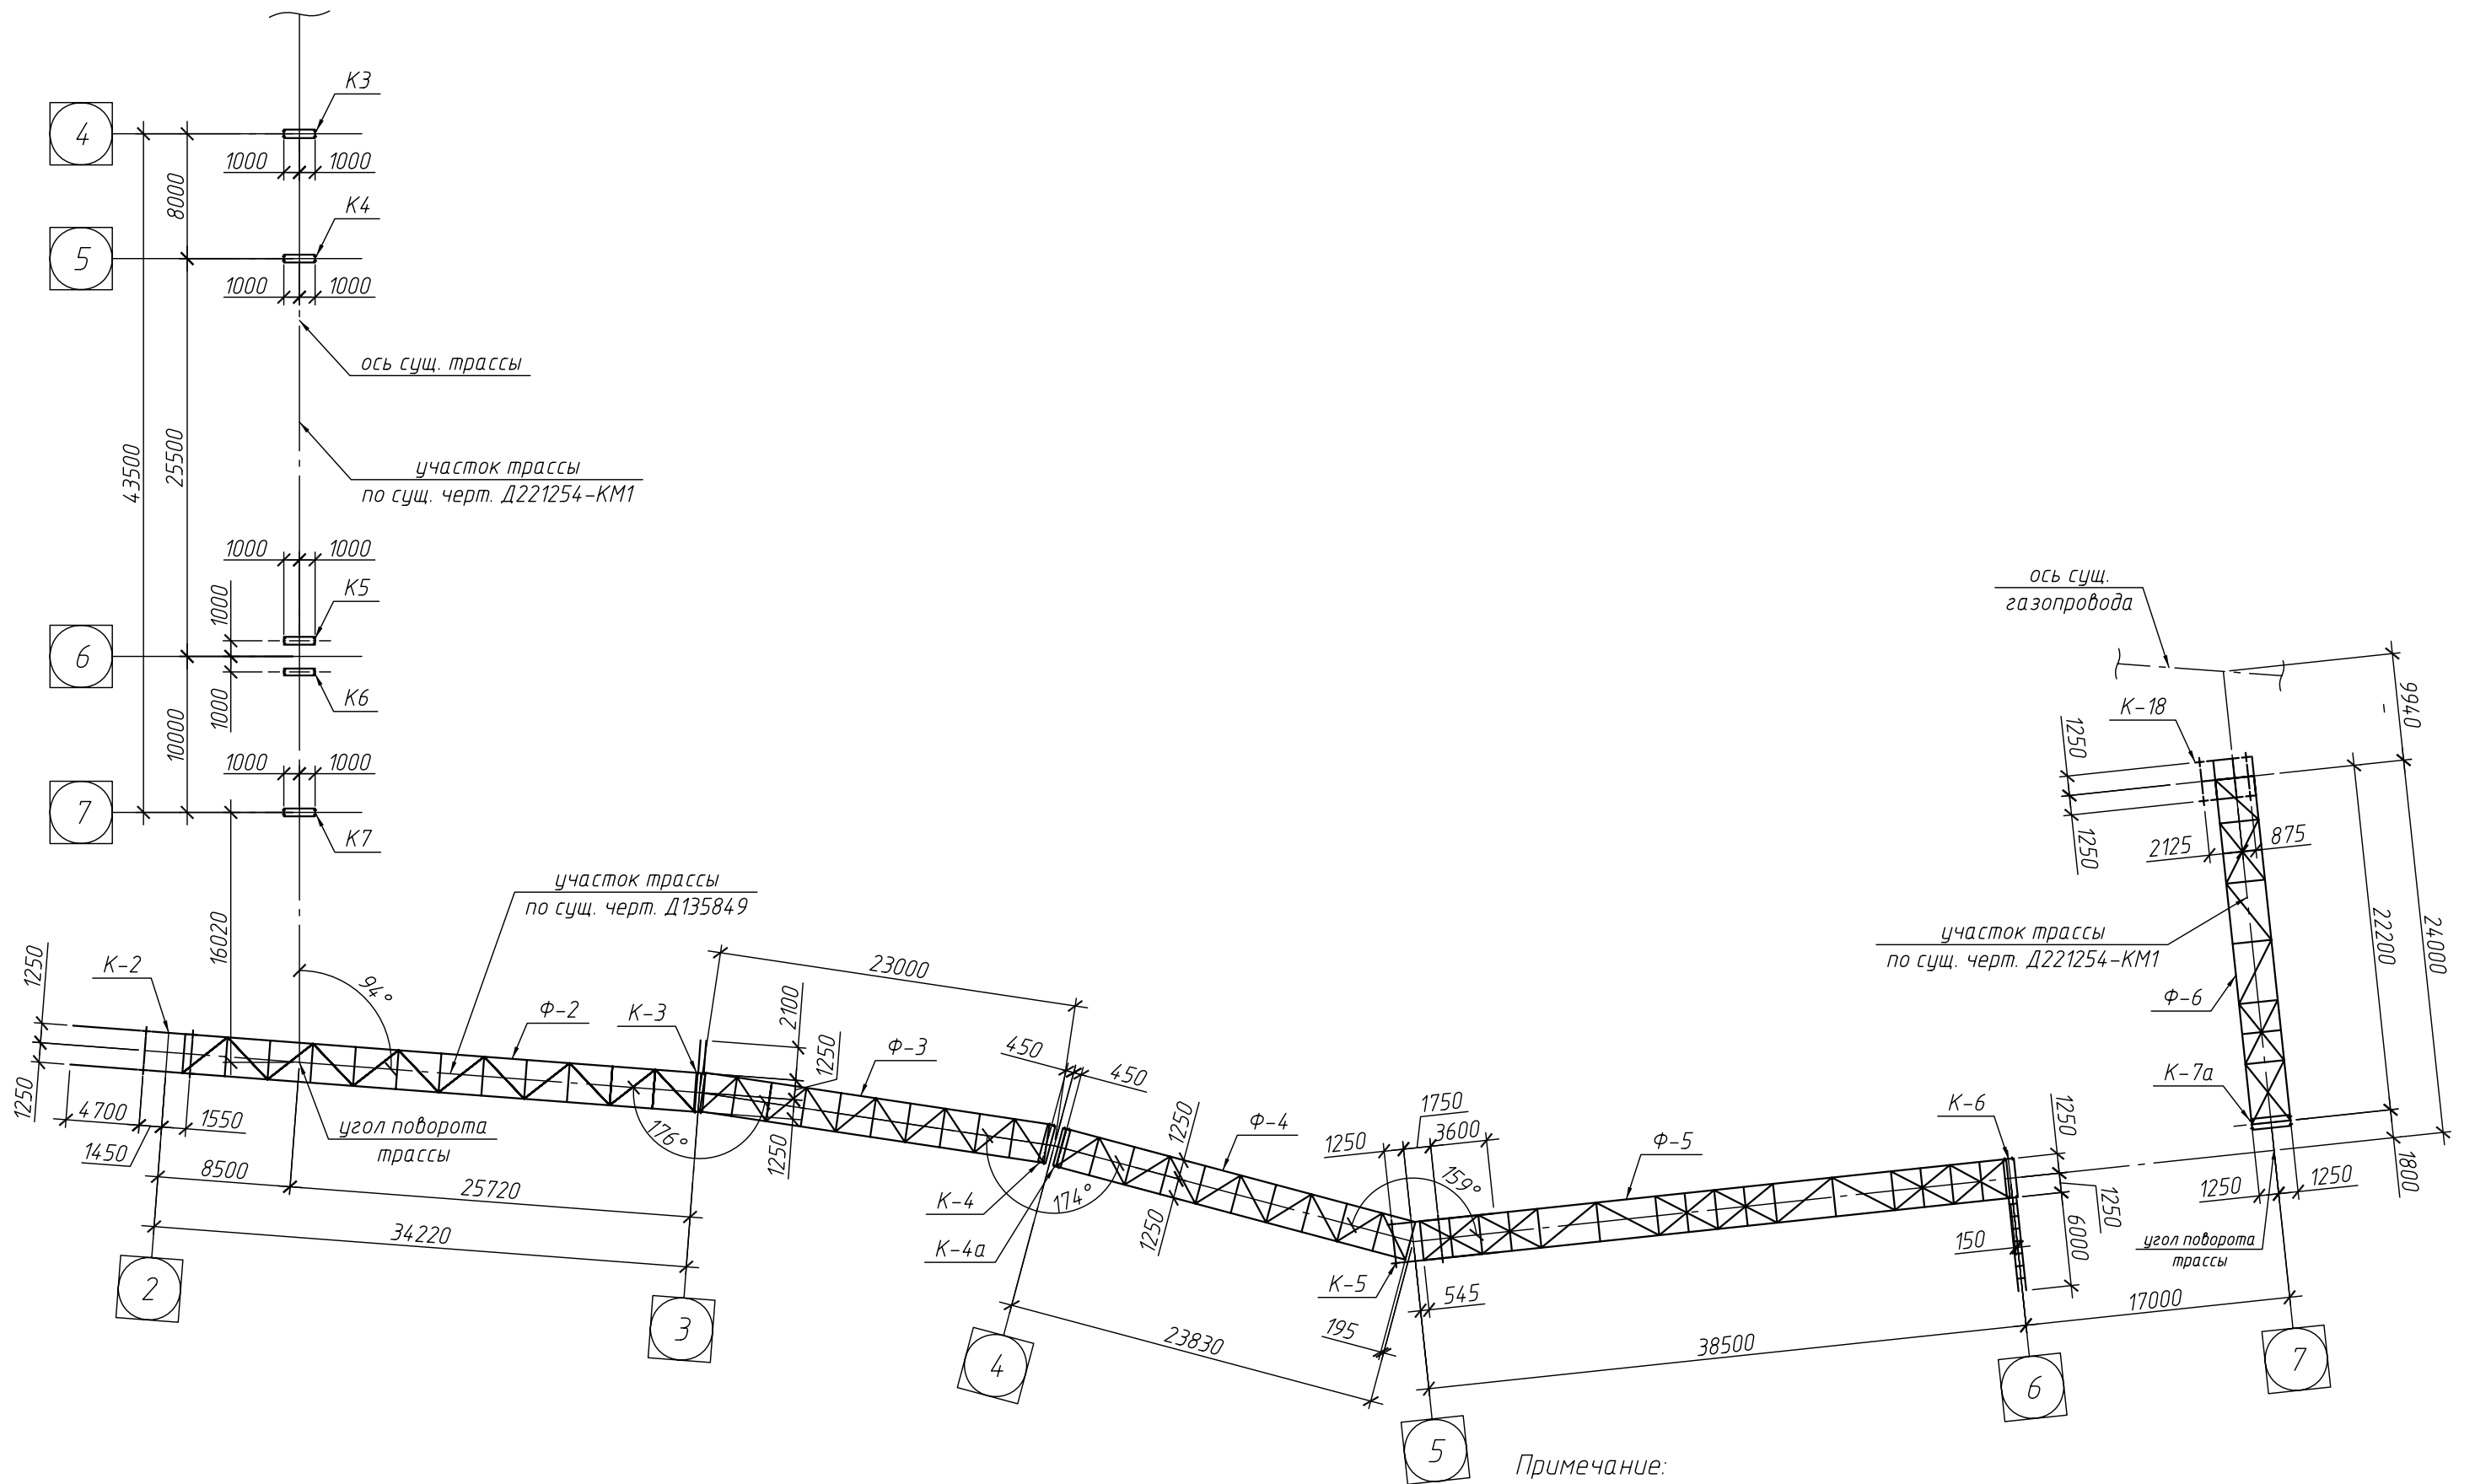 К3
4
1000
1000
8000
К4
5
1000
1000
ось сущ. трассы
участок трассы
по сущ. черт. Д221254-КМ1
43500
25500
1000
1000
1000
К5
6
1000
К6
10000
1000
1000
7
К7
16020
участок трассы
по сущ. черт. Д135849
94°
1250
К-2
1250
4700
1450
1550
8500
угол поворота
трассы
25720
34220
2
3
Ф-2
К-3
23000
2100
1250
1250
176°
Ф-3
450
450
К-4
К-4а
174°
1250
1250
Ф-4
4
23830
195
К-5
545
1250
1750
3600
159°
Ф-5
5
38500
К-6
1250
1250
6000
150
6
17000
угол поворота
трассы
7
1250
1250
1800
К-7а
Ф-6
участок трассы
по сущ. черт. Д221254-КМ1
22200
24000
2125
875
1250
1250
К-18
9940
ось сущ.
газопровода
Примечание: